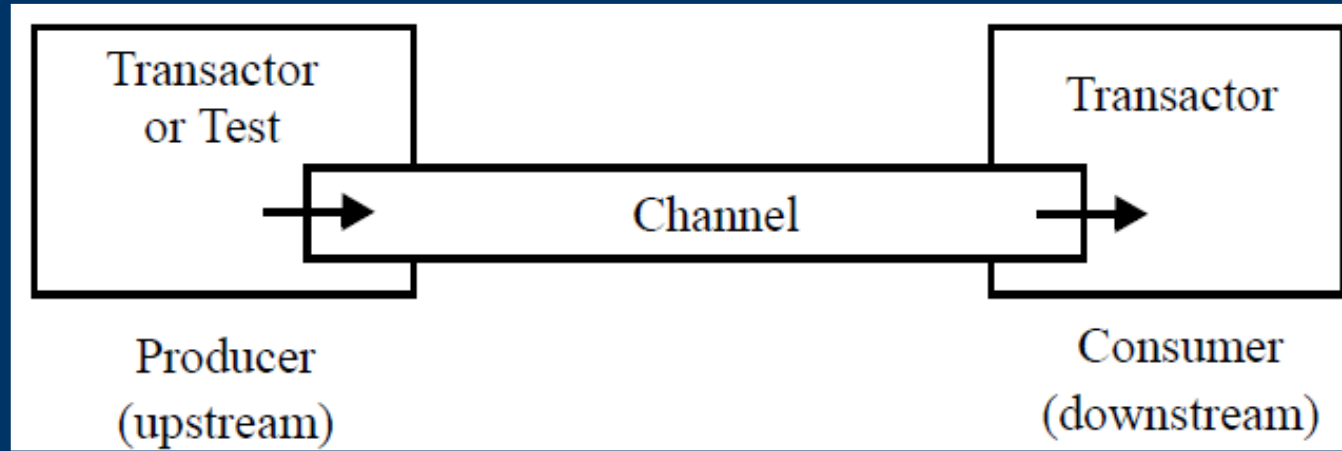 Transactor
or Test
Transactor
Channel
Producer
(upstream)
Consumer
(downstream)